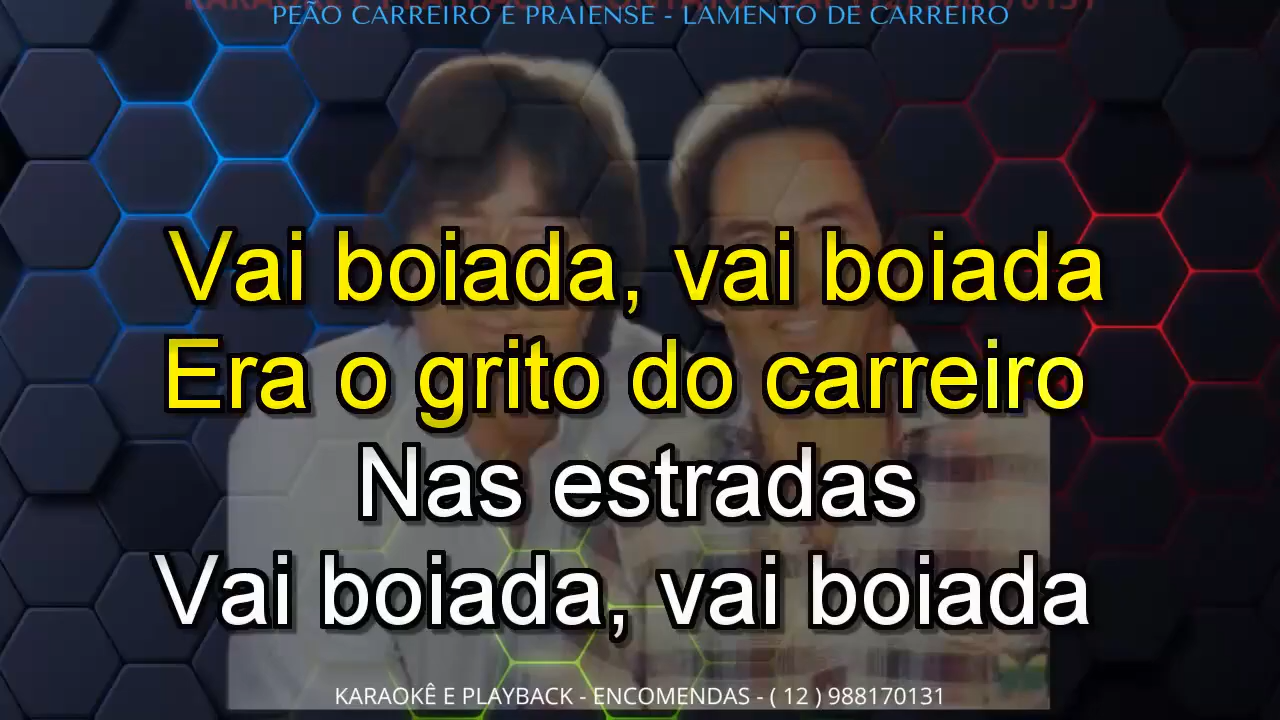 PEÃO CARREIRO E PRAIENSE - LAMENTO DE CARREIRO
Vai boiada, vai boiada
Era o grito do carreiro
Nas estradas
Vai boiada, vai boiada
KARAOKÊ E PLAYBACK - ENCOMENDAS - ( 12 ) 988170131